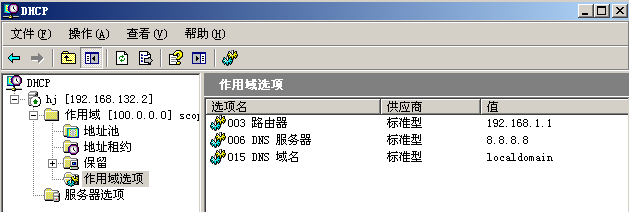 DHCP
文件(F) 操作(A) 查看(V) 帮助(H)
DHCP
hj [192.168.132.2]
作用域 [100.0.0.0] scop
地址池
地址租约
保留
作用域选项
服务器选项
作用域选项
选项名 供应商 值
003 路由器 标准型 192.168.1.1
006 DNS 服务器 标准型 8.8.8.8
015 DNS 域名 标准型 localdomain